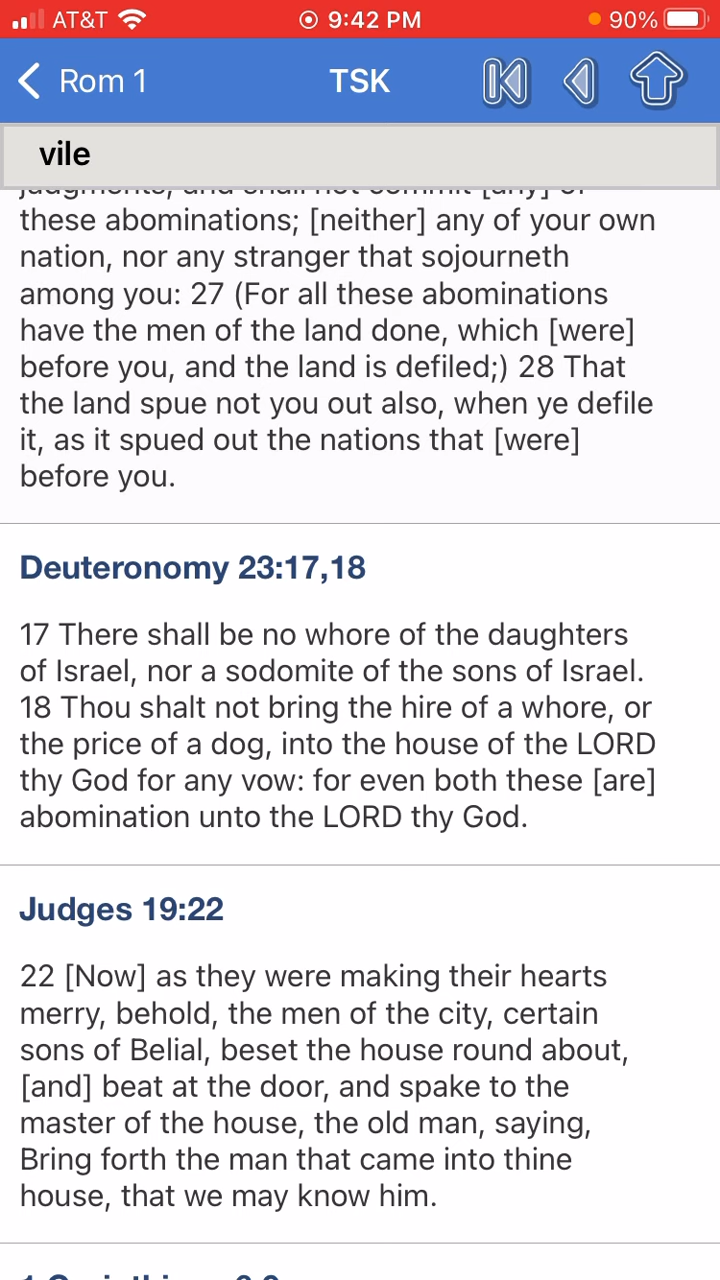 AT&T 9:42 PM 90%
Rom 1 TSK
vile
judgments, and shall not commit [any] of
these abominations; [neither] any of your own
nation, nor any stranger that sojourneth
among you: 27 (For all these abominations
have the men of the land done, which [were]
before you, and the land is defiled;) 28 That
the land spue not you out also, when ye defile
it, as it spued out the nations that [were]
before you.
Deuteronomy 23:17,18
17 There shall be no whore of the daughters
of Israel, nor a sodomite of the sons of Israel.
18 Thou shalt not bring the hire of a whore, or
the price of a dog, into the house of the LORD
thy God for any vow: for even both these [are]
abomination unto the LORD thy God.
Judges 19:22
22 [Now] as they were making their hearts
merry, behold, the men of the city, certain
sons of Belial, beset the house round about,
[and] beat at the door, and spake to the
master of the house, the old man, saying,
Bring forth the man that came into thine
house, that we may know him.